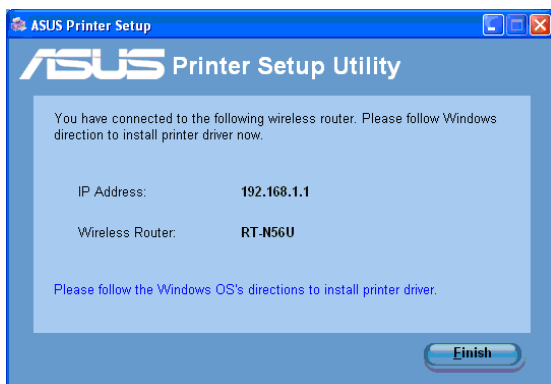 ASUS Printer Setup
ASUS Printer Setup Utility
You have connected to the following wireless router. Please follow Windows
direction to install printer driver now.
IP Address: 192.168.1.1
Wireless Router: RT-N56U
Please follow the Windows OS's directions to install printer driver.
Finish